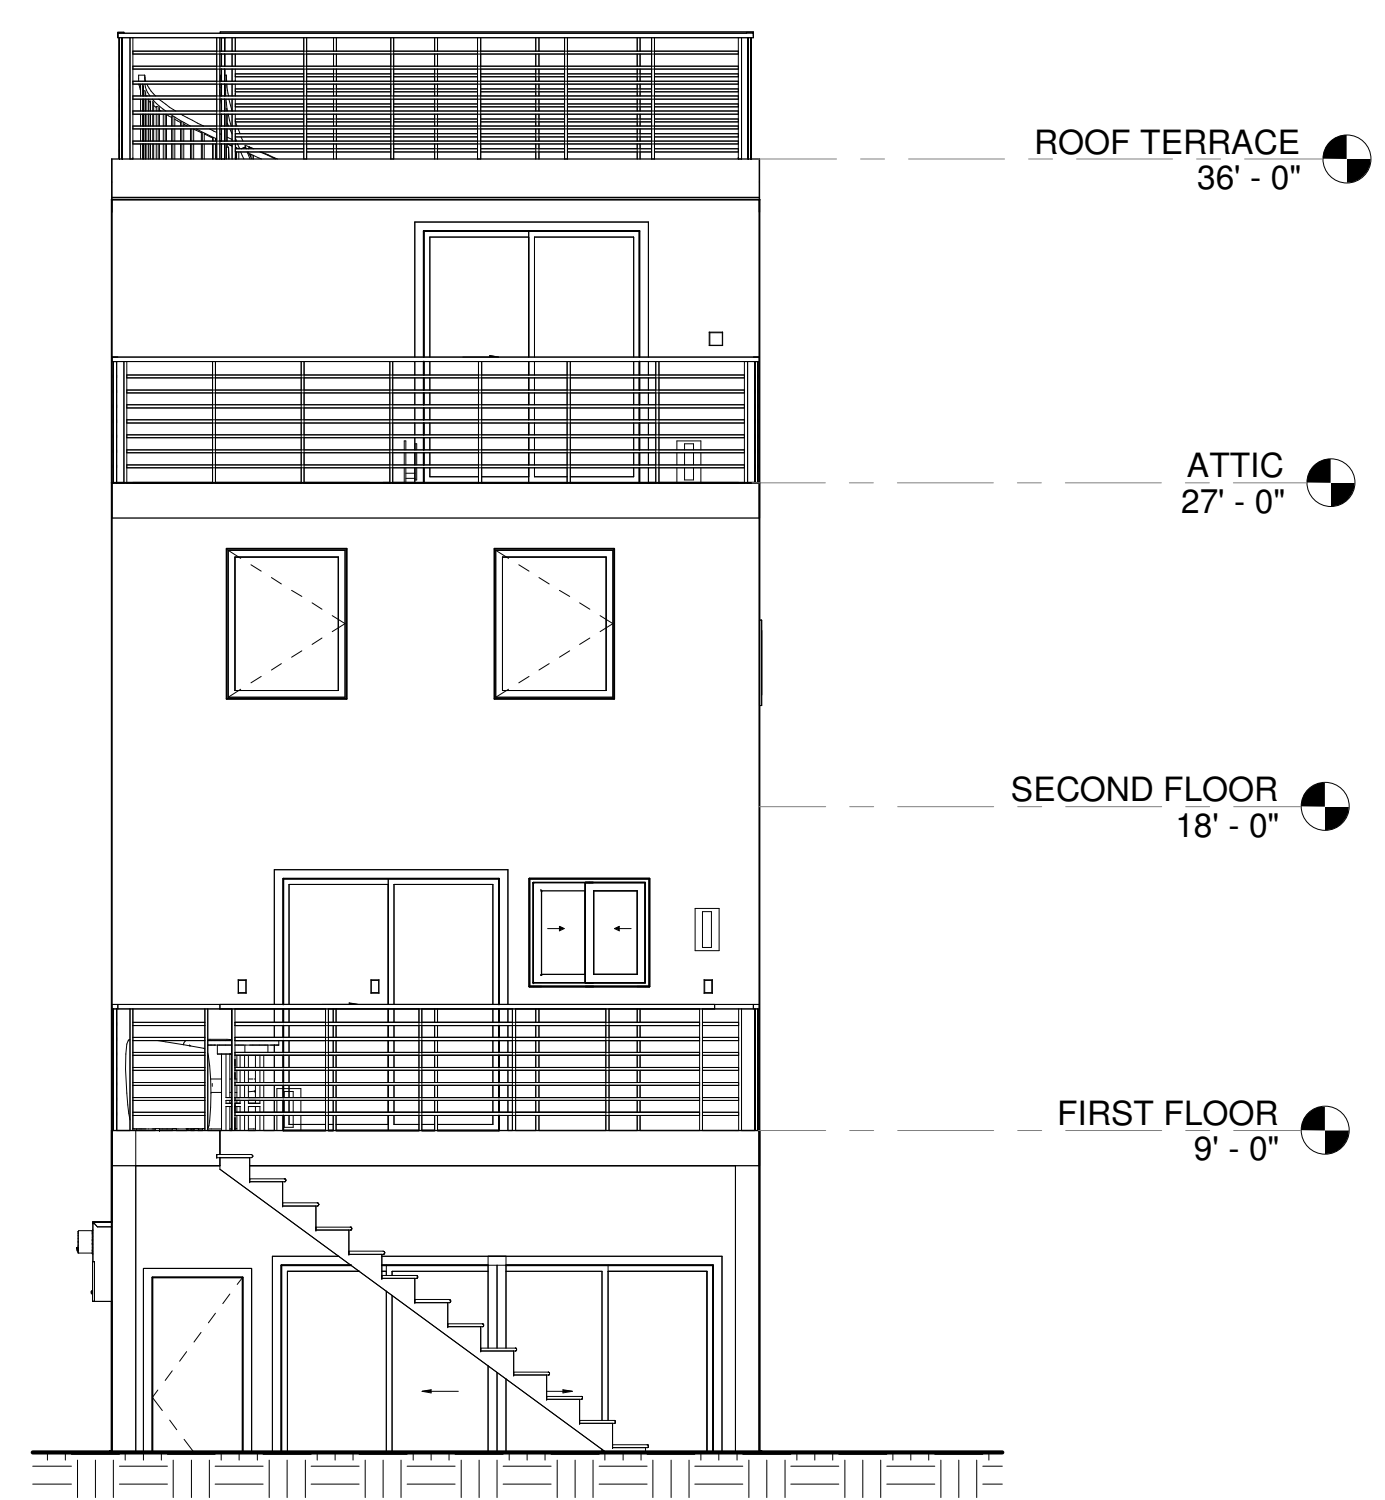 ROOF TERRACE
36' - 0"
ATTIC
27' - 0"
SECOND FLOOR
18' - 0"
FIRST FLOOR
9' - 0"